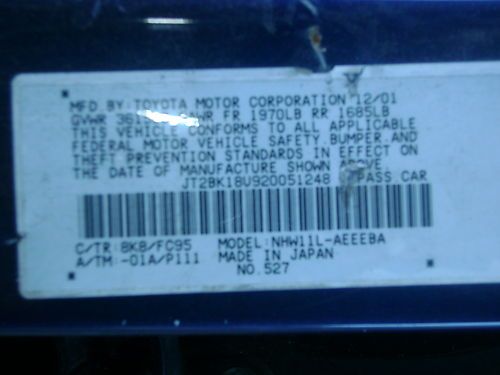 MFD. BY: TOYOTA MOTOR CORPORATION 12/01
GVWR FR 1970LB RR 1685LB
THIS VEHICLE CONFORMS TO ALL APPLICABLE
FEDERAL MOTOR VEHICLE SAFETY, BUMPER, AND
THEFT PREVENTION STANDARDS IN EFFECT ON
THE DATE OF MANUFACTURE SHOWN ABOVE.
JT2BK18U920051248 PASS. CAR
C/TR: 8K8/FC95 MODEL: NHW11L-AEEEBA
A/TM: -01A/P111 MADE IN JAPAN
NO.527